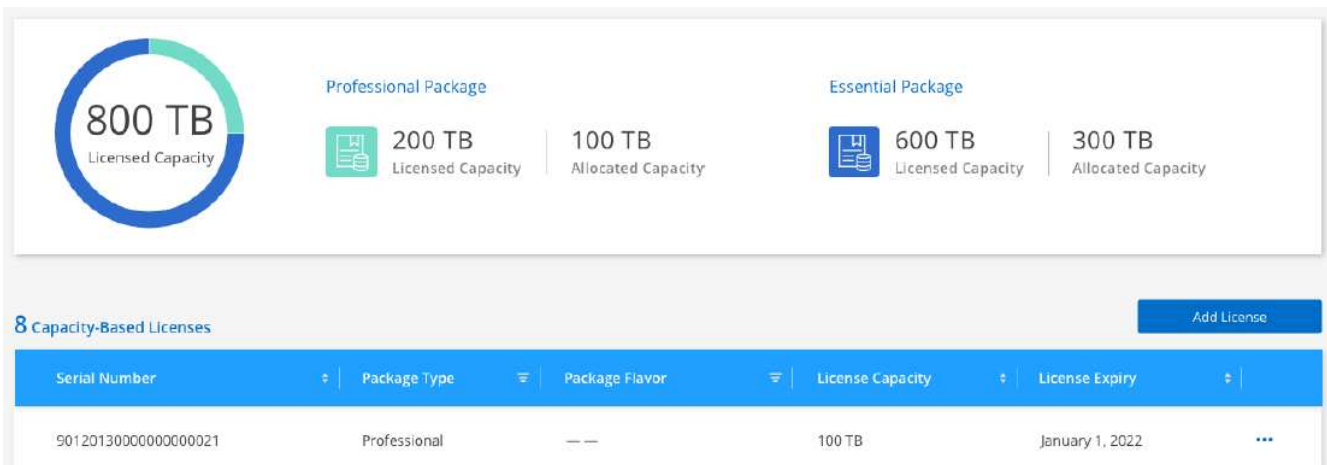 800 TB
Licensed Capacity
Professional Package
200 TB
Licensed Capacity
100 TB
Allocated Capacity
Essential Package
600 TB
Licensed Capacity
300 TB
Allocated Capacity
8 Capacity-Based Licenses
Add License
Serial Number Package Type Package Flavor License Capacity License Expiry
90120130000000000021 Professional — — 100 TB January 1, 2022 •••